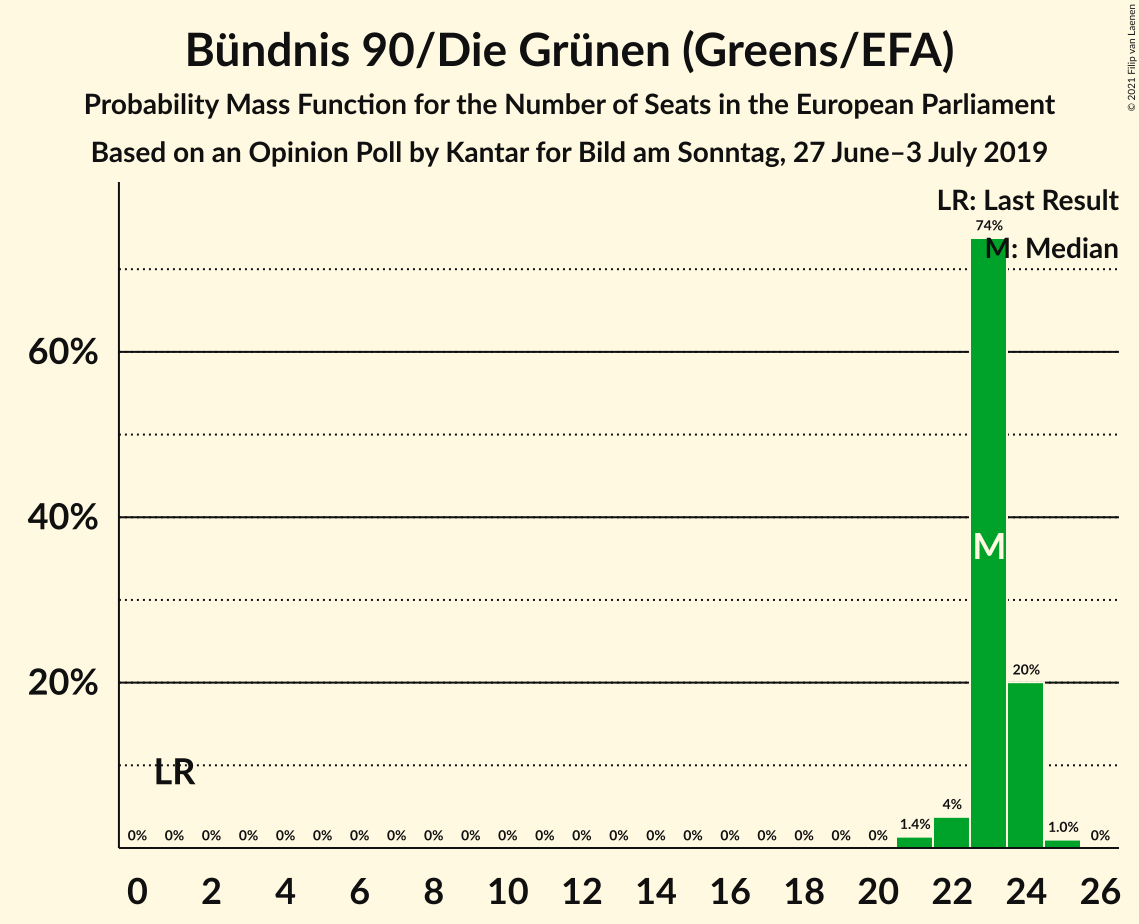 Bündnis 90/Die Grünen (Greens/EFA)
Probability Mass Function for the Number of Seats in the European Parliament
Based on an Opinion Poll by Kantar for Bild am Sonntag, 27 June–3 July 2019
© 2021 Filip van Laenen
LR: Last Result
74%
M: Median
60%
40%
M
20%
20%
LR
0% 0% 0% 0% 0% 0% 0% 0% 0% 0% 0% 0% 0% 0% 0% 0% 0% 0% 0% 0% 0% 1.4% 4% 1.0% 0%
0 2 4 6 8 10 12 14 16 18 20 22 24 26